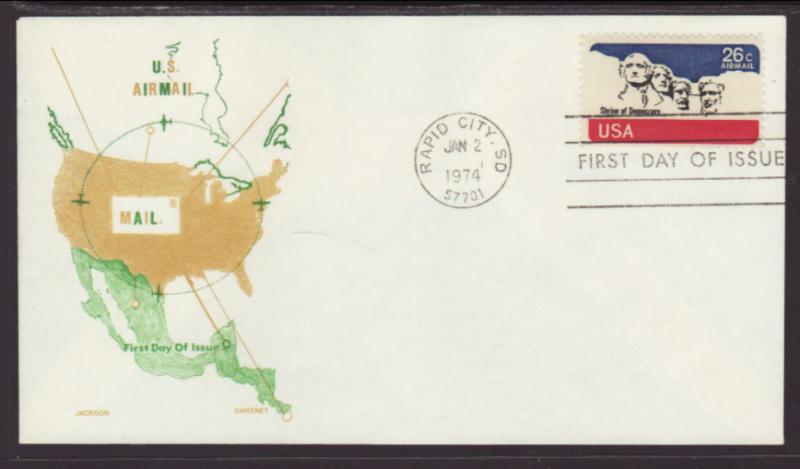 U.S.
AIRMAIL
MAIL.
First Day Of Issue
JACKSON
SWEENEY
RAPID CITY. SD
JAN 2
1974
57701
26c
AIRMAIL
Shrine of Democracy
USA
FIRST DAY OF ISSUE